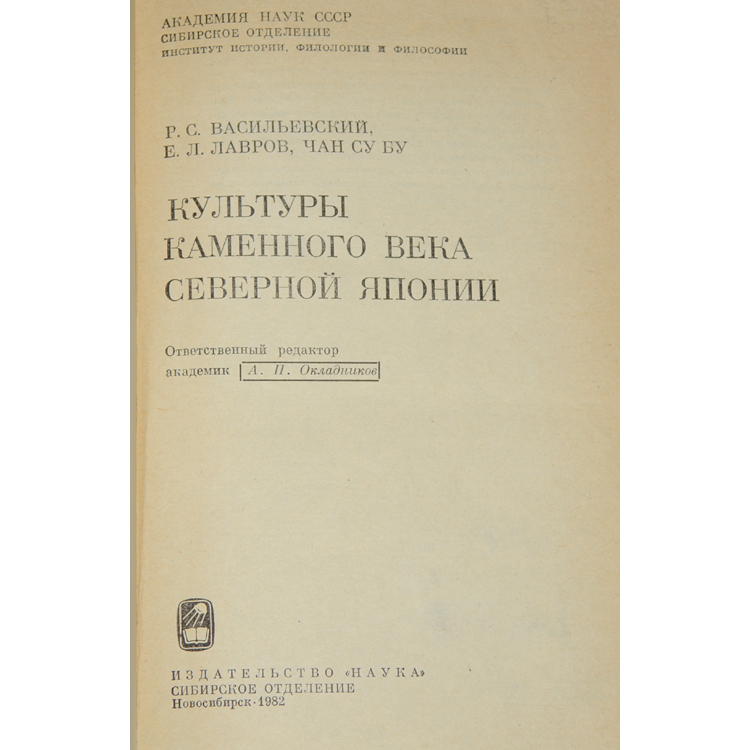 АКАДЕМИЯ НАУК СССР
СИБИРСКОЕ ОТДЕЛЕНИЕ
ИНСТИТУТ ИСТОРИИ, ФИЛОЛОГИИ И ФИЛОСОФИИ
Р. С. ВАСИЛЬЕВСКИЙ,
Е. Л. ЛАВРОВ, ЧАН СУ БУ
КУЛЬТУРЫ
КАМЕННОГО ВЕКА
СЕВЕРНОЙ ЯПОНИИ
Ответственный редактор
академик А. П. Окладников
ИЗДАТЕЛЬСТВО «НАУКА»
СИБИРСКОЕ ОТДЕЛЕНИЕ
Новосибирск·1982